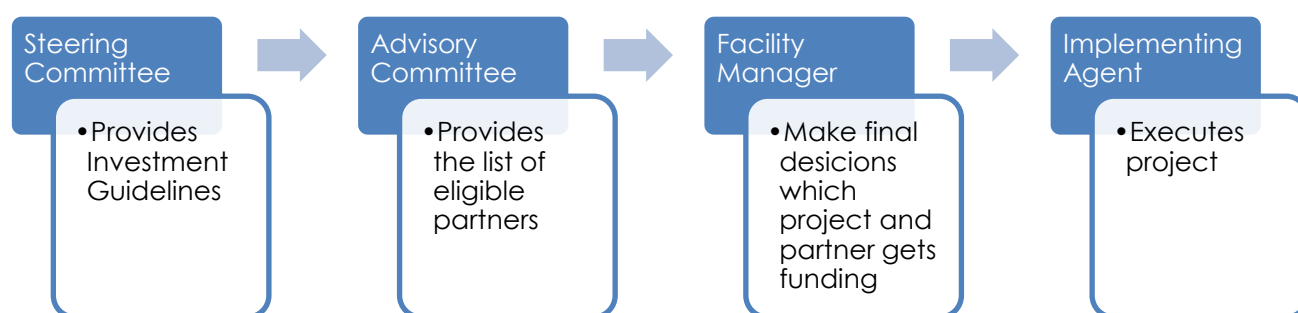 Steering
Committee
•Provides
Investment
Guidelines
Advisory
Committee
•Provides
the list of
eligible
partners
Facility
Manager
•Make final
desicions
which
project and
partner gets
funding
Implementing
Agent
•Executes
project